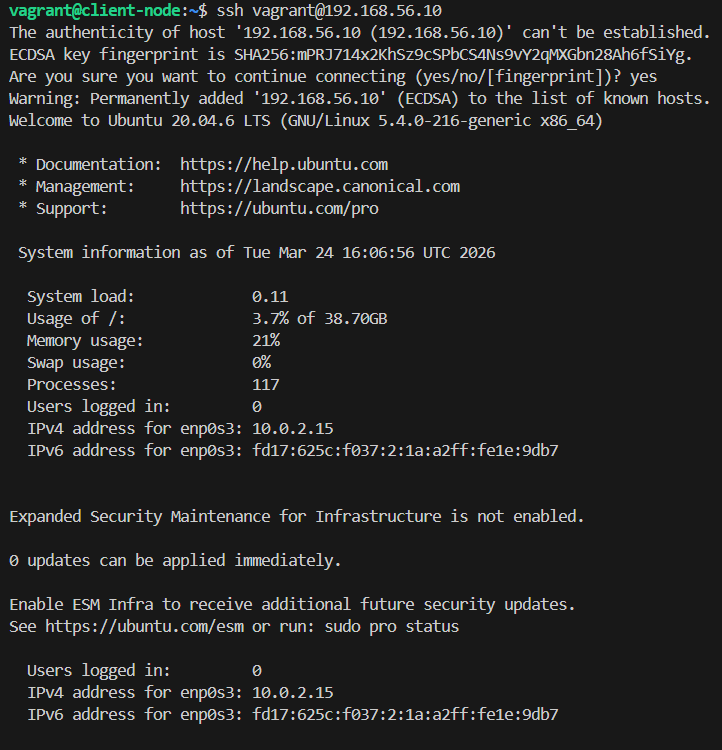 vagrant@client-node:~$ ssh vagrant@192.168.56.10
The authenticity of host '192.168.56.10 (192.168.56.10)' can't be established.
ECDSA key fingerprint is SHA256:mPRJ714x2KhSz9cSPbCS4Ns9vY2qMXGbn28Ah6fSiYg.
Are you sure you want to continue connecting (yes/no/[fingerprint])? yes
Warning: Permanently added '192.168.56.10' (ECDSA) to the list of known hosts.
Welcome to Ubuntu 20.04.6 LTS (GNU/Linux 5.4.0-216-generic x86_64)
* Documentation:  https://help.ubuntu.com
* Management:     https://landscape.canonical.com
* Support:        https://ubuntu.com/pro
System information as of Tue Mar 24 16:06:56 UTC 2026
System load:             0.11
Usage of /:              3.7% of 38.70GB
Memory usage:            21%
Swap usage:              0%
Processes:               117
Users logged in:         0
IPv4 address for enp0s3: 10.0.2.15
IPv6 address for enp0s3: fd17:625c:f037:2:1a:a2ff:fe1e:9db7
Expanded Security Maintenance for Infrastructure is not enabled.
0 updates can be applied immediately.
Enable ESM Infra to receive additional future security updates.
See https://ubuntu.com/esm or run: sudo pro status
Users logged in:         0
IPv4 address for enp0s3: 10.0.2.15
IPv6 address for enp0s3: fd17:625c:f037:2:1a:a2ff:fe1e:9db7